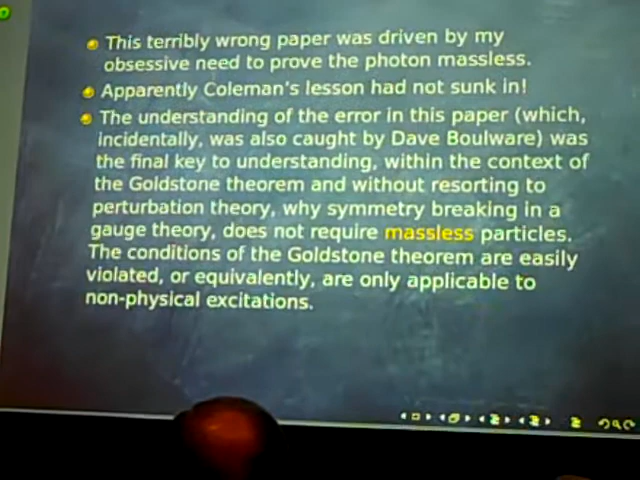 This terribly wrong paper was driven by my
obsessive need to prove the photon massless.
Apparently Coleman's lesson had not sunk in!
The understanding of the error in this paper (which,
incidentally, was also caught by Dave Boulware) was
the final key to understanding, within the context of
the Goldstone theorem and without resorting to
perturbation theory, why symmetry breaking in a
gauge theory, does not require massless particles.
The conditions of the Goldstone theorem are easily
violated, or equivalently, are only applicable to
non-physical excitations.